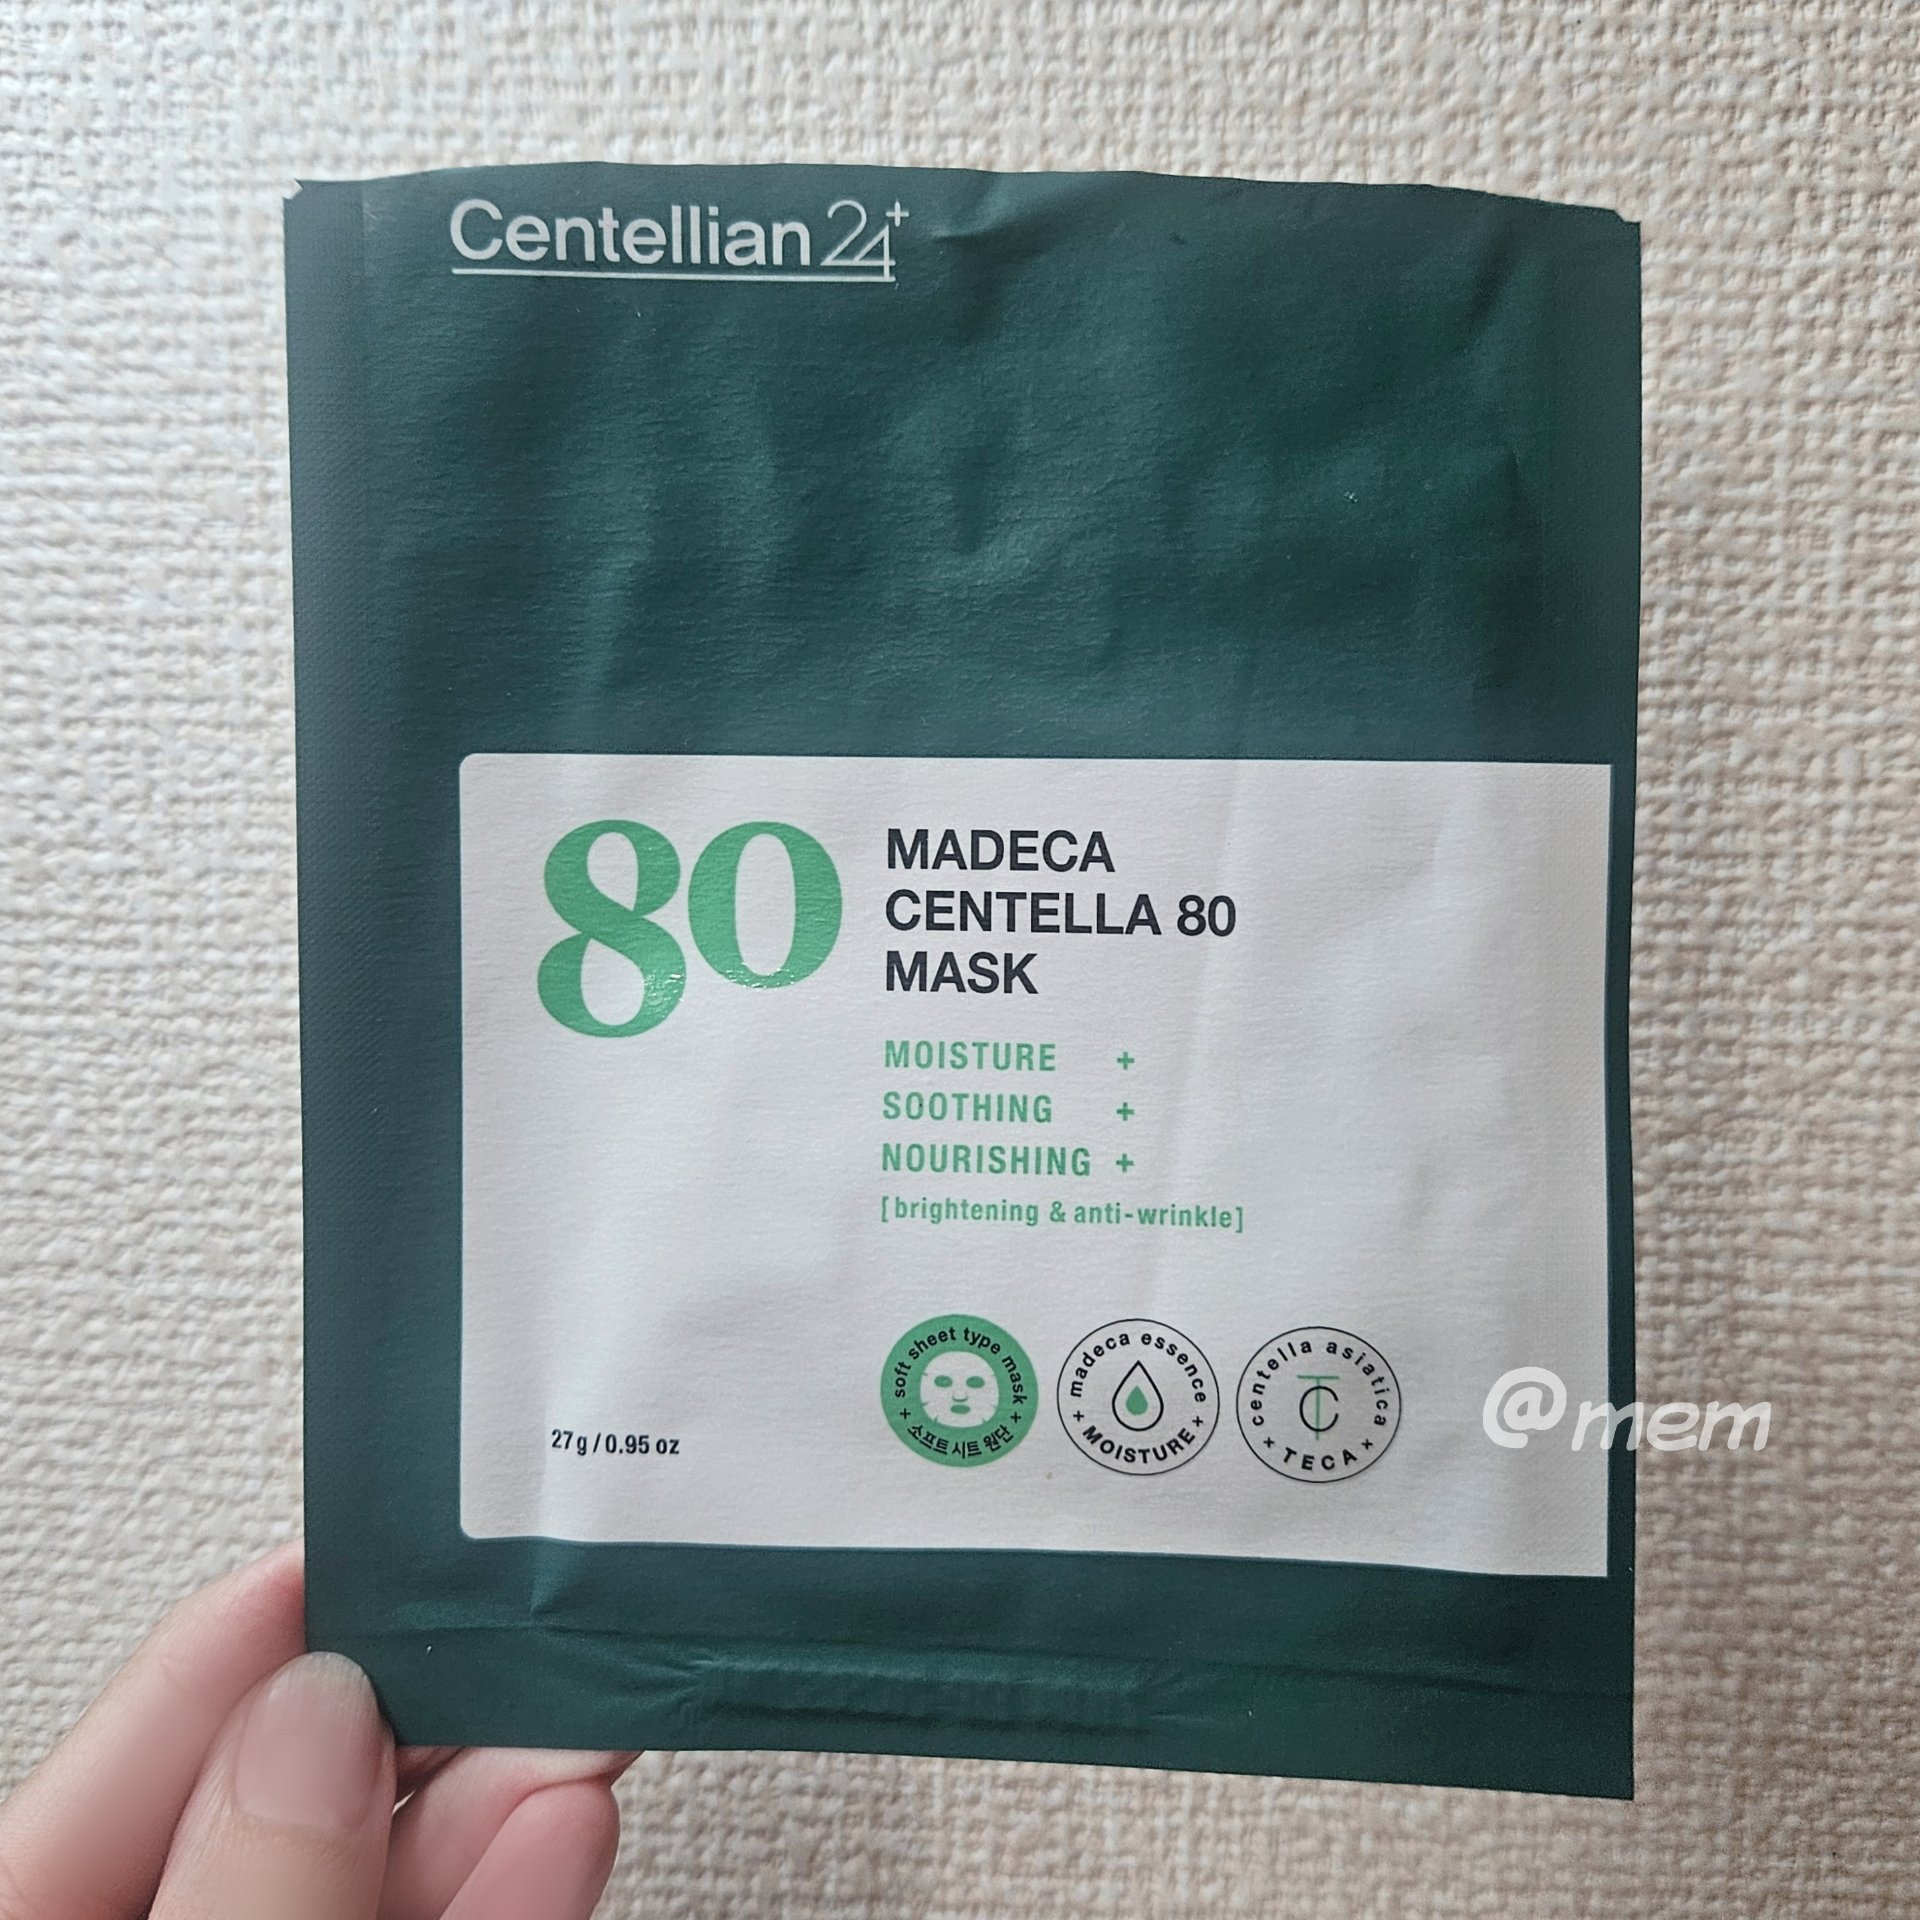 Centellian24+
80
MADECA
CENTELLA 80
MASK
MOISTURE +
SOOTHING +
NOURISHING +
[brightening & anti-wrinkle]
27g/0.95 oz
soft sheet type mask
+ 소프트 시트 원단 +
madeca essence
+ MOISTURE +
centella asiatica
TC
+ TECA +
@mem